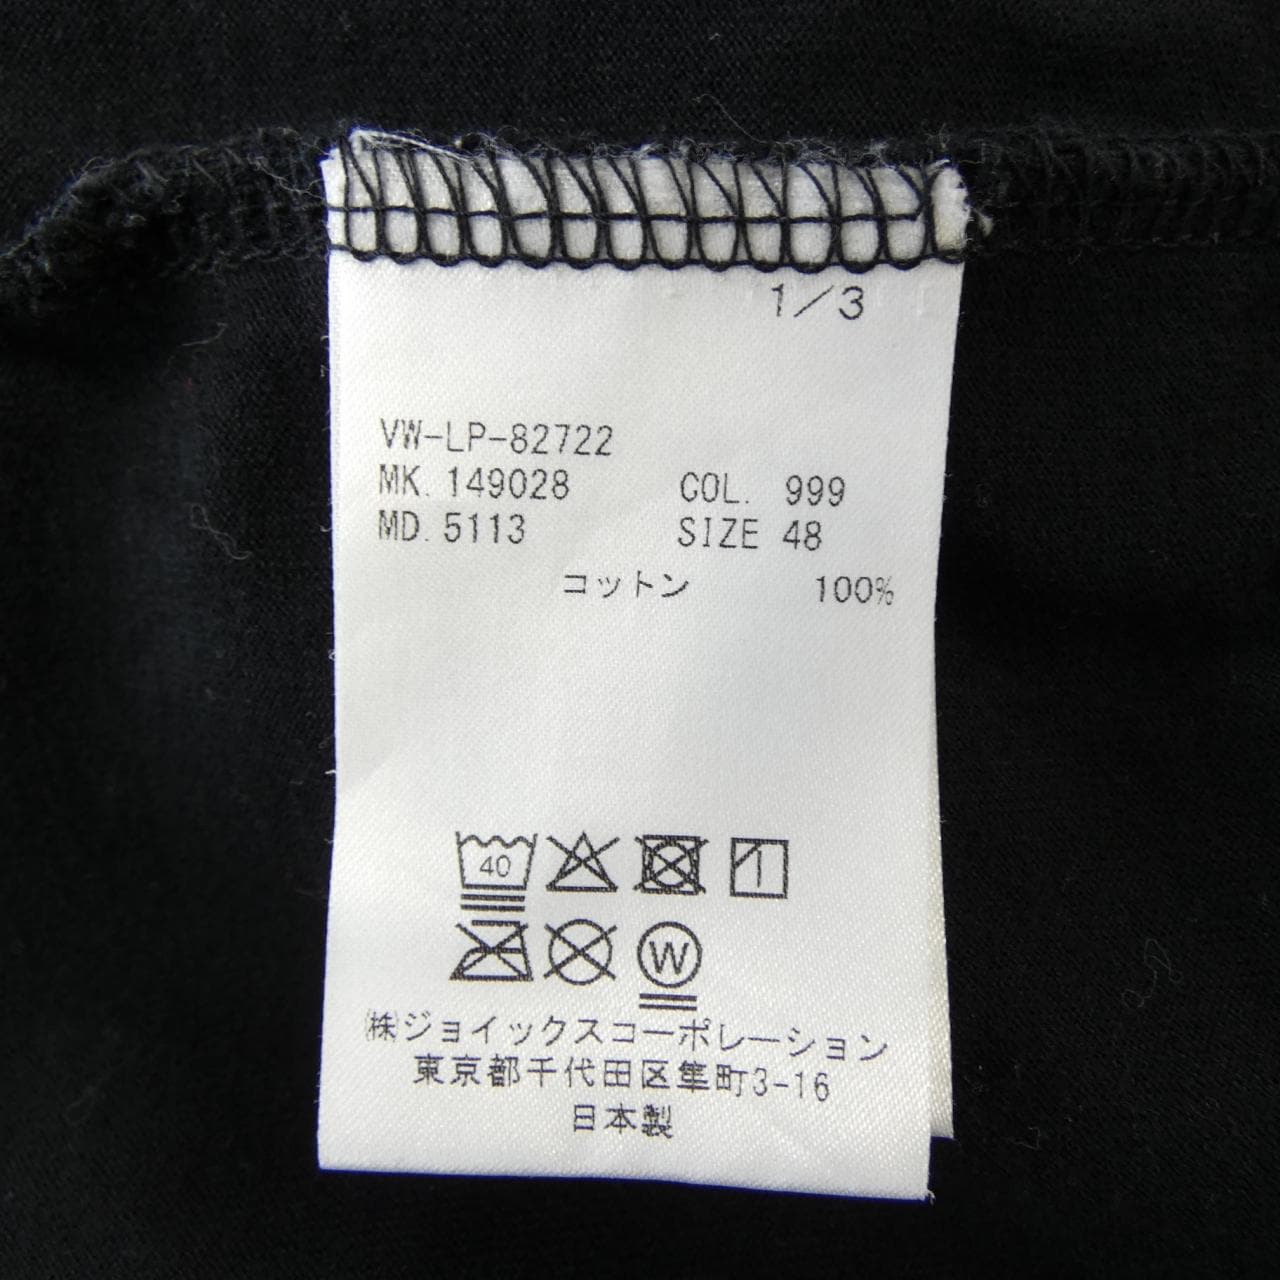 1/3
VW-LP-82722
MK. 149028 COL. 999
MD. 5113 SIZE 48
コットン 100%
40
1
W
㈱ジョイックスコーポレーション
東京都千代田区隼町3-16
日本製